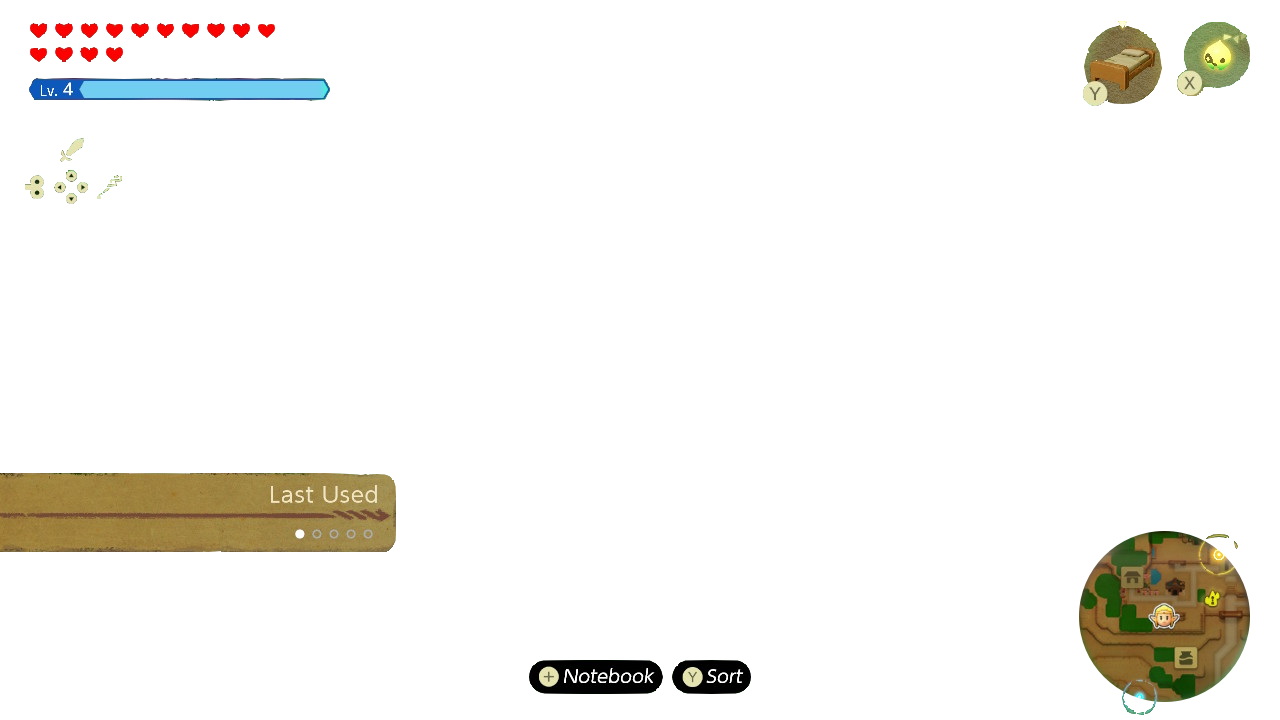 Lv. 4
Y
X
Last Used
Notebook
Y Sort